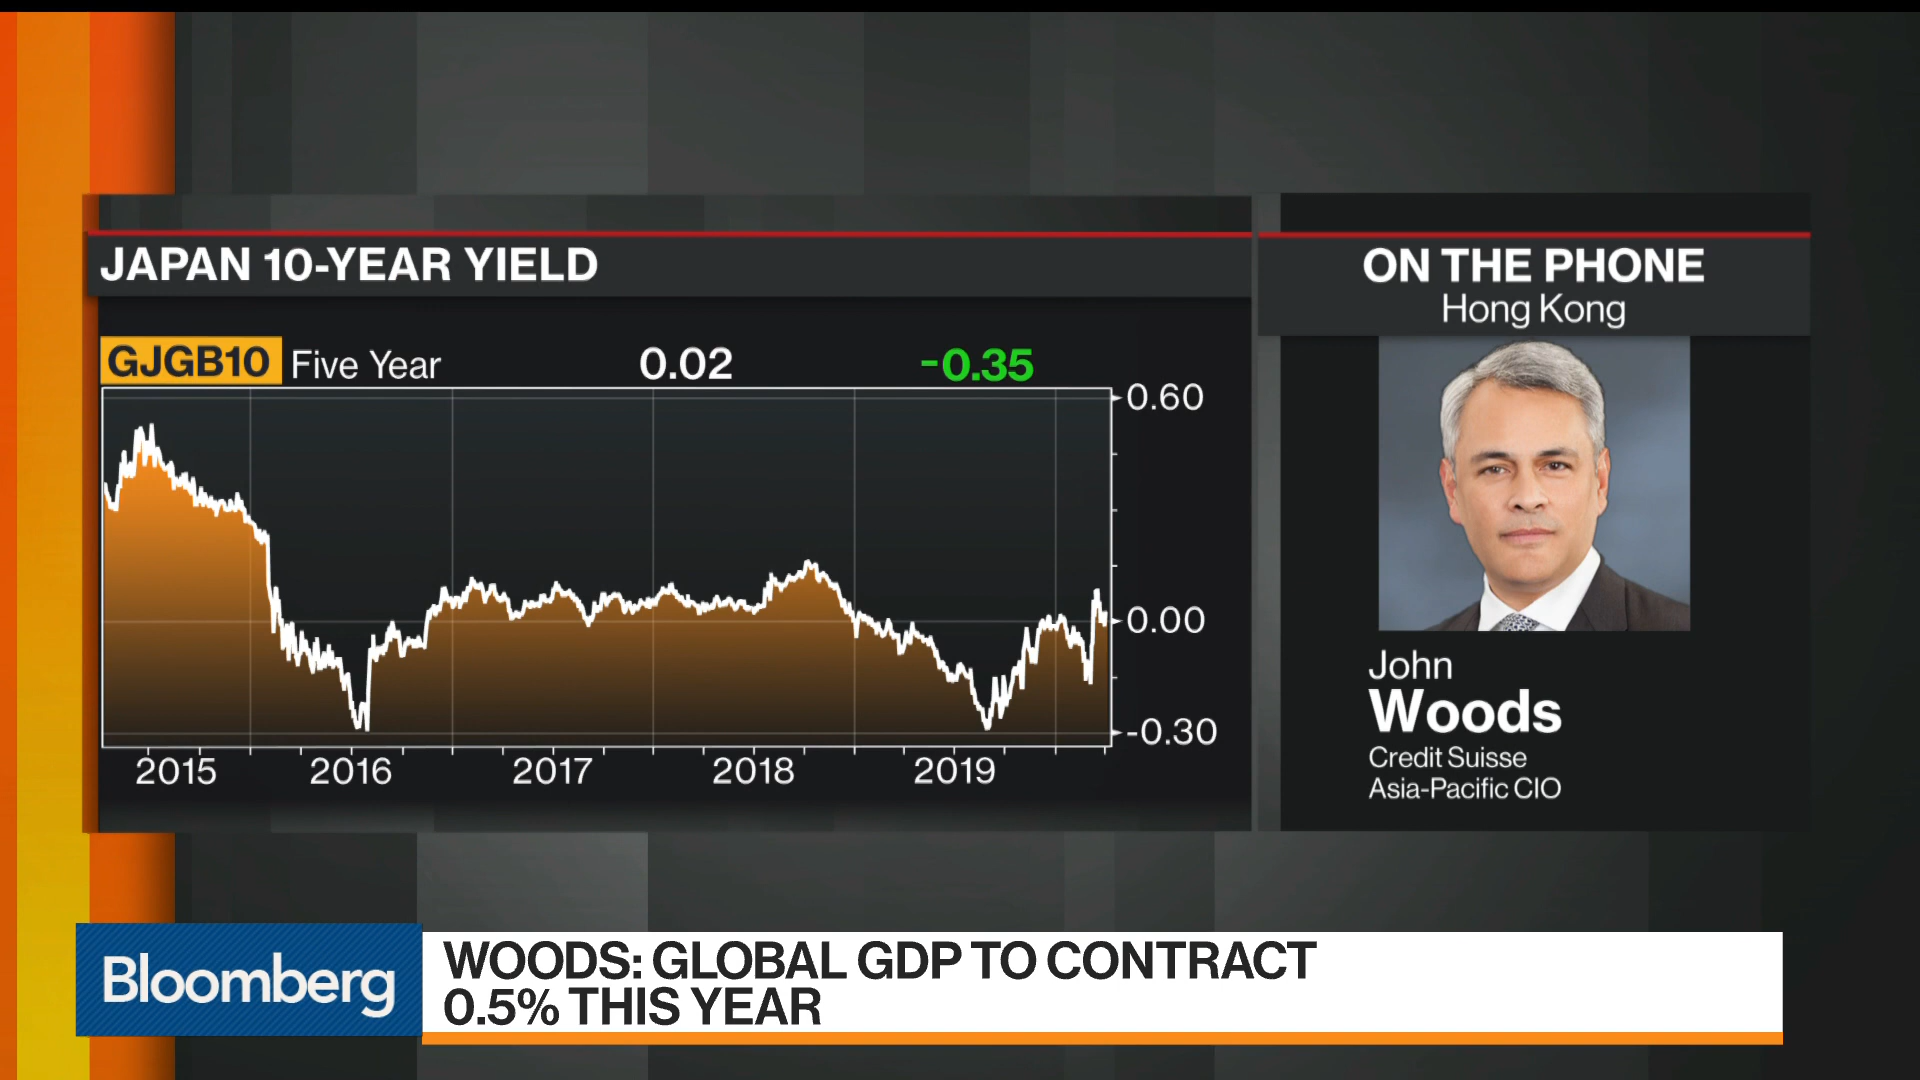 JAPAN 10-YEAR YIELD
GJGB10 Five Year 0.02 -0.35
0.60
0.00
-0.30
2015 2016 2017 2018 2019
ON THE PHONE
Hong Kong
John
Woods
Credit Suisse
Asia-Pacific CIO
Bloomberg
WOODS: GLOBAL GDP TO CONTRACT
0.5% THIS YEAR